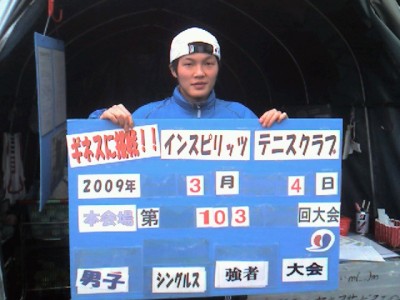 ギネスに挑戦!! インスピリッツ テニスクラブ
2009年 3月 4日
本会場 第 103 回大会
男子 シングルス 強者 大会